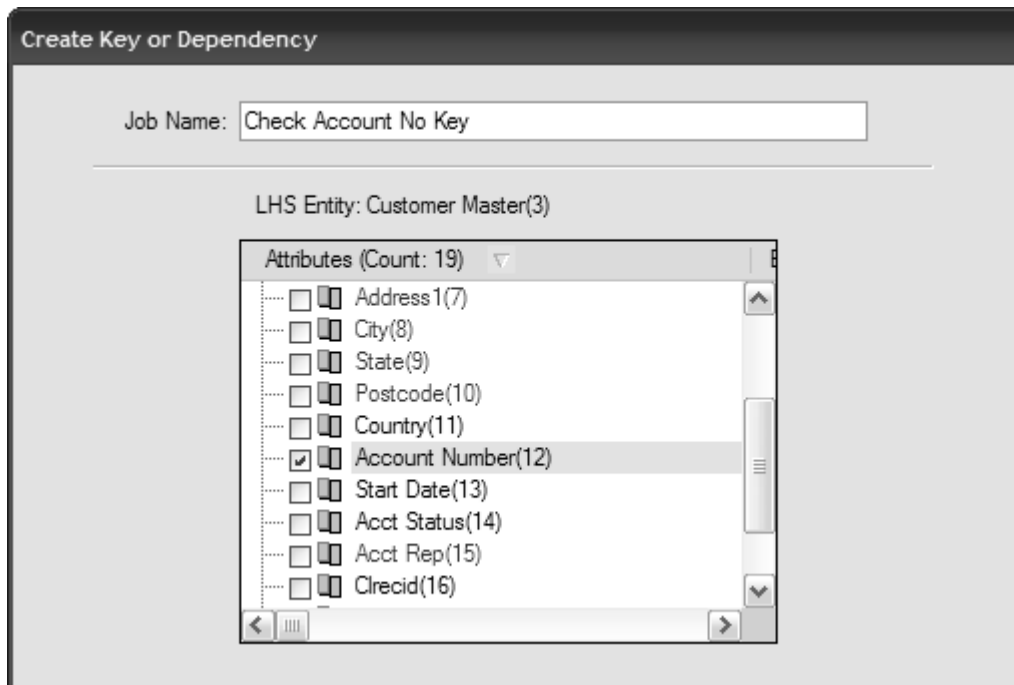 Create Key or Dependency
Job Name: Check Account No Key
LHS Entity: Customer Master(3)
Attributes (Count: 19)
Address1(7)
City(8)
State(9)
Postcode(10)
Country(11)
Account Number(12)
Start Date(13)
Acct Status(14)
Acct Rep(15)
Clrecid(16)